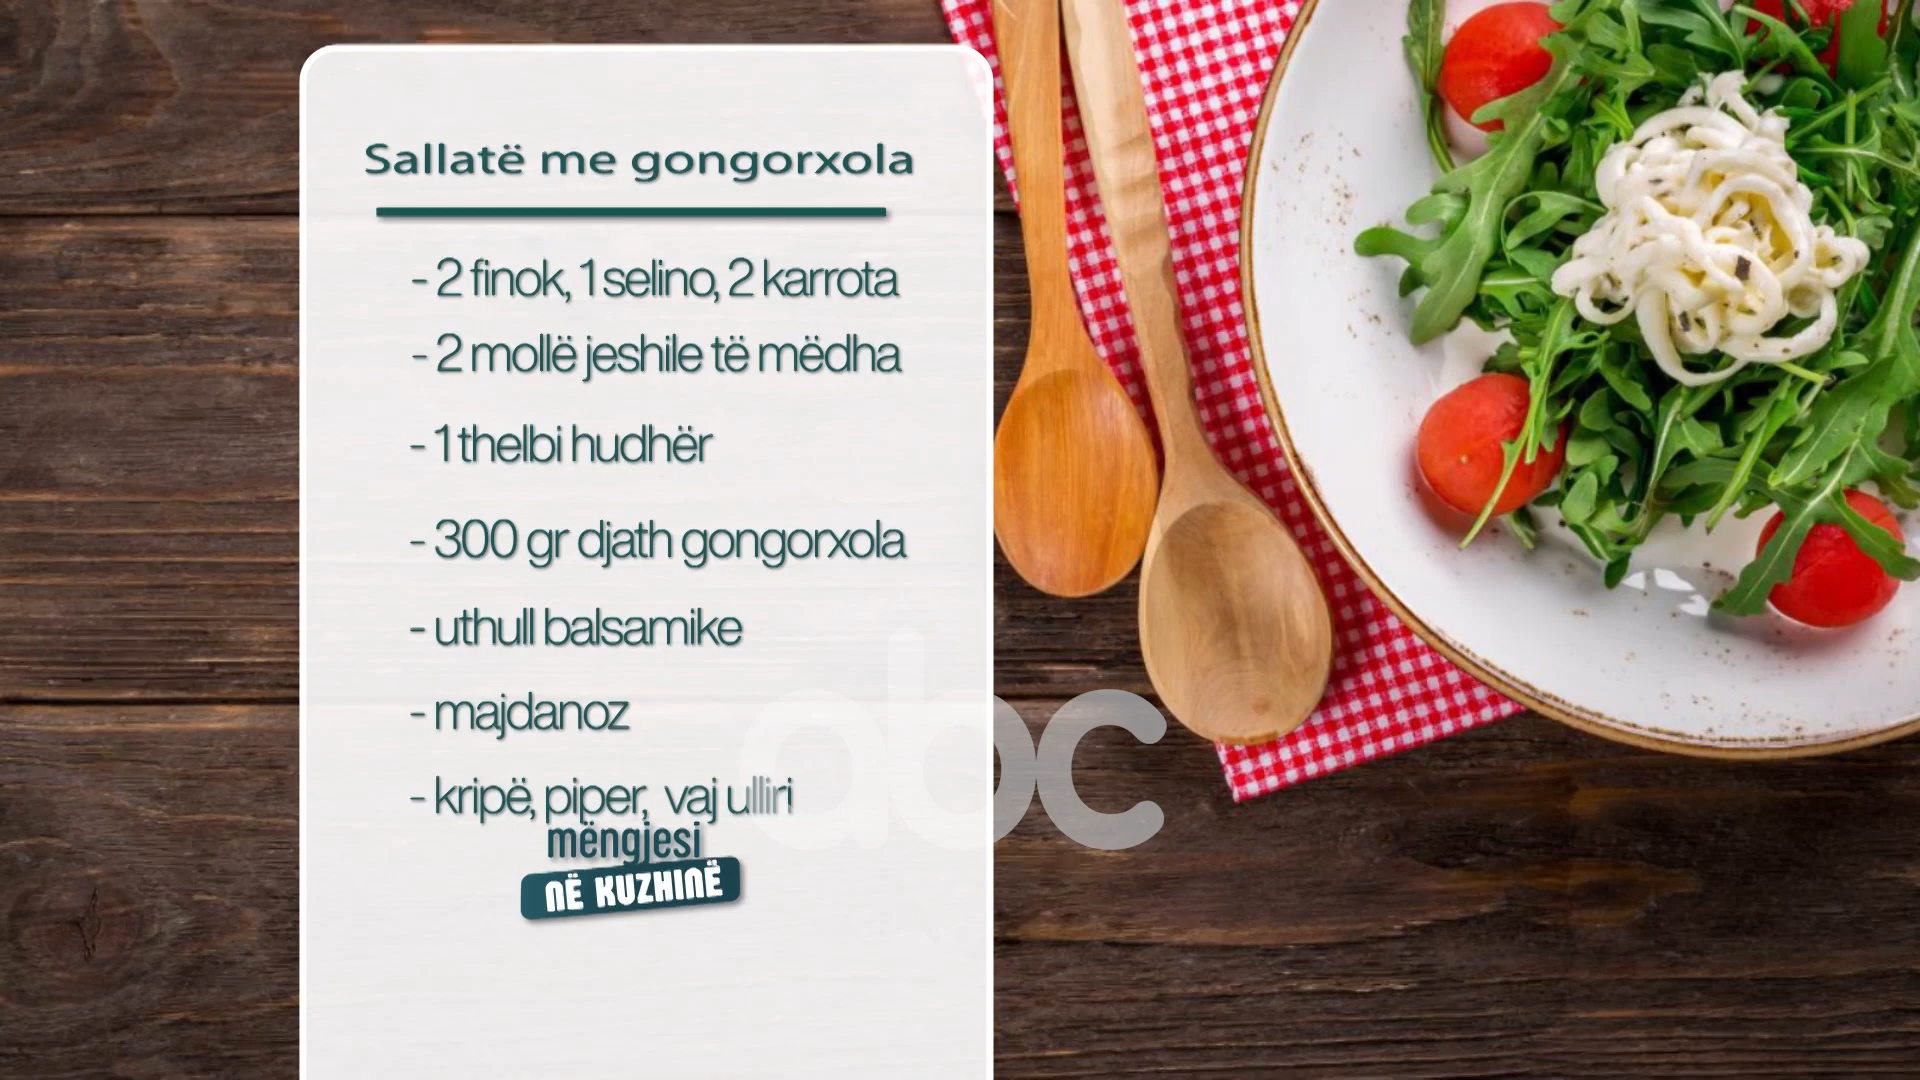 Sallatë me gongorxola
- 2 finok, 1 selino, 2 karrota
- 2 mollë jeshile të mëdha
- 1 thelbi hudhër
- 300 gr djath gongorxola
- uthull balsamike
- majdanoz
- kripë, piper, vaj ulliri
mëngjesi
NË KUZHINË
abc